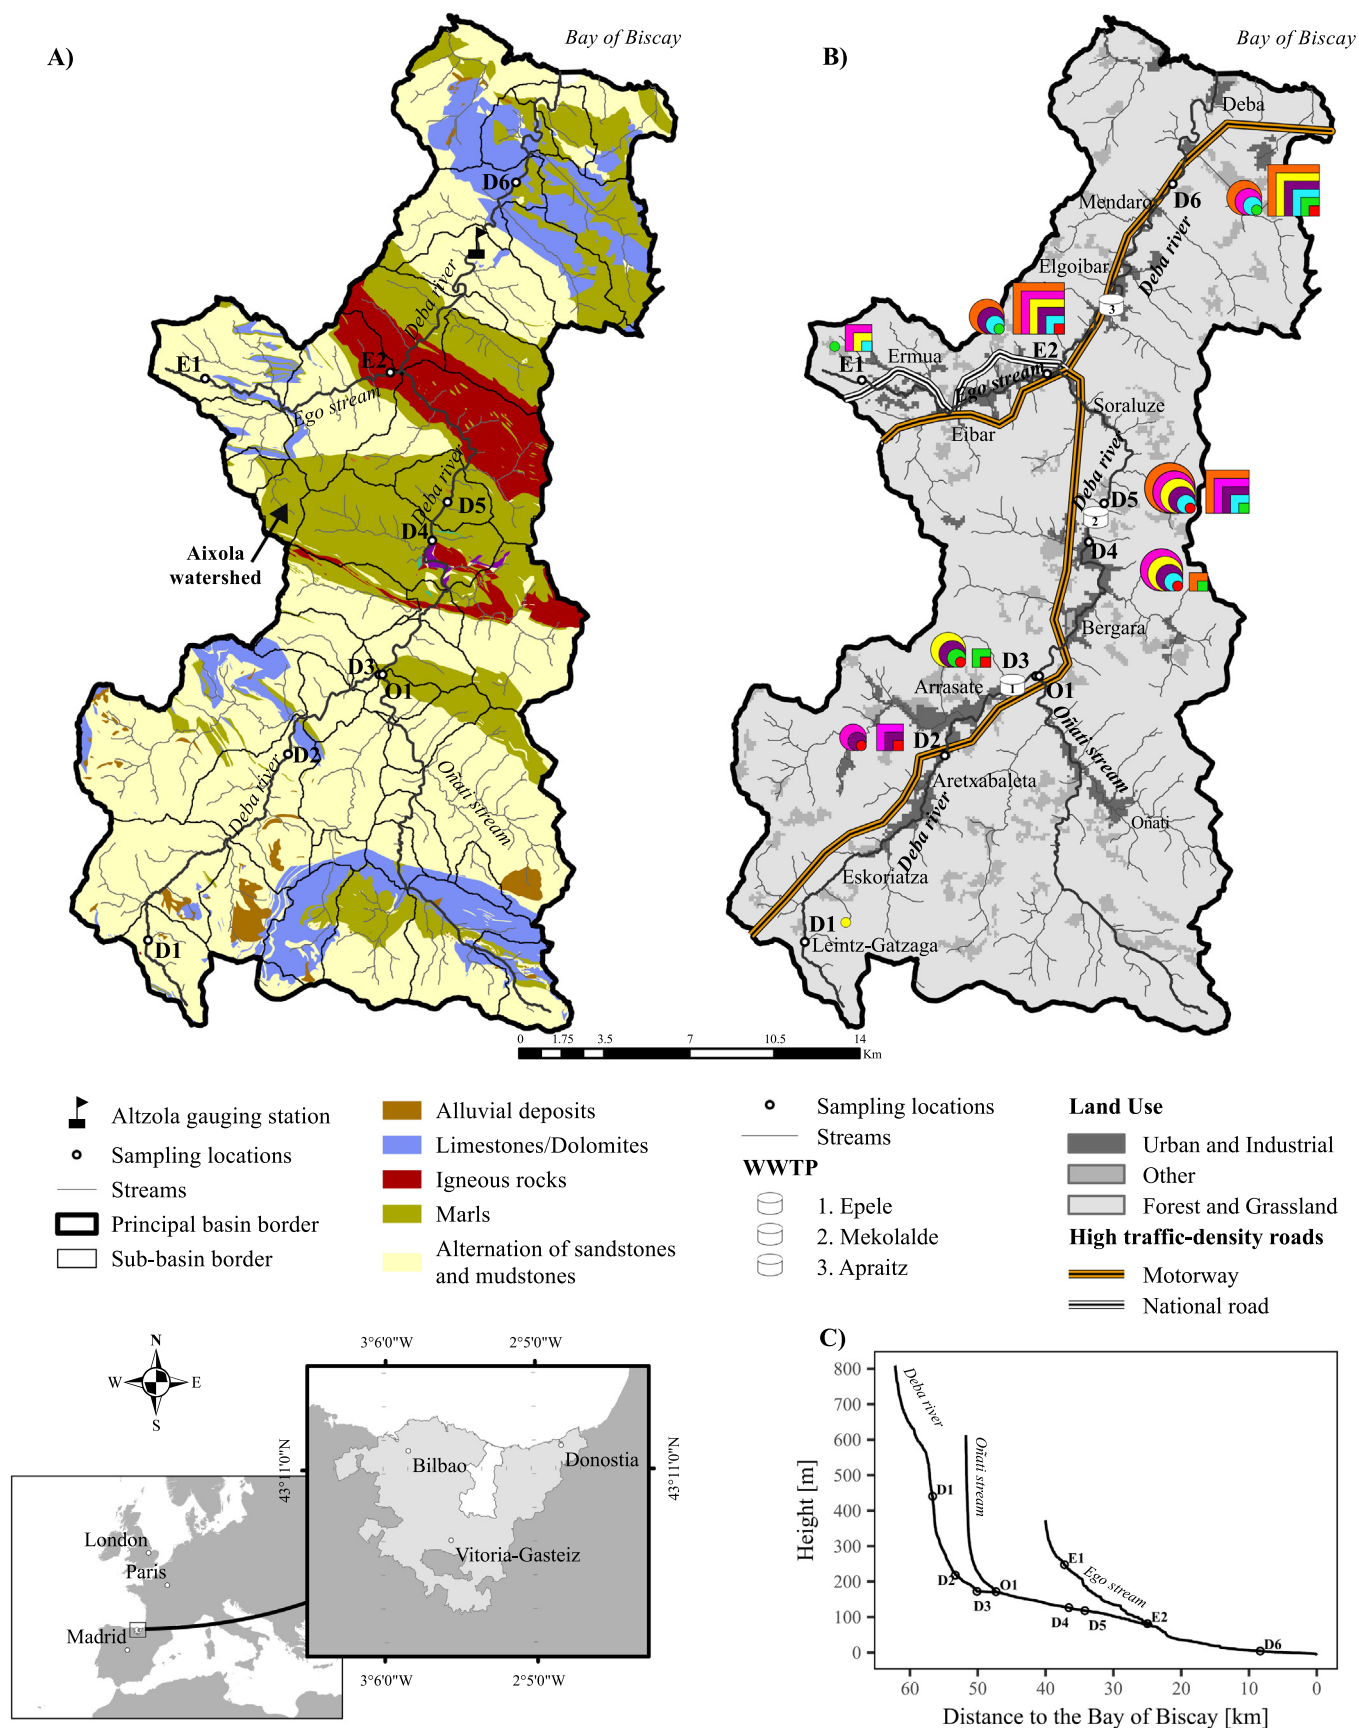 A)
Bay of Biscay
D6
Deba river
E1
E2
Ego stream
Deba river
D5
D4
Aixola
watershed
D3
O1
D2
Deba river
Oñati stream
D1
B)
Bay of Biscay
Deba
Mendaro
D6
Deba river
Elgoibar
3
E1
Ermua
E2
Ego stream
Eibar
Soraluze
Deba river
D5
2
D4
Bergara
D3
Arrasate
1
O1
D2
Oñati stream
Aretxabaleta
Oñati
Deba river
Eskoriatza
D1
Leintz-Gatzaga
0 1.75 3.5 7 10.5 14
Km
Altzola gauging station
Sampling locations
Streams
Principal basin border
Sub-basin border
Alluvial deposits
Limestones/Dolomites
Igneous rocks
Marls
Alternation of sandstones
and mudstones
Sampling locations
Streams
WWTP
1. Epele
2. Mekolalde
3. Apraitz
Land Use
Urban and Industrial
Other
Forest and Grassland
High traffic-density roads
Motorway
National road
N
W E
S
3°6'0"W 2°5'0"W
43°11'0"N
43°11'0"N
Bilbao
Donostia
Vitoria-Gasteiz
3°6'0"W 2°5'0"W
London
Paris
Madrid
C)
Height [m]
800
700
600
500
400
300
200
100
0
Deba river
Oñati stream
Ego stream
D1
D2
D3
O1
E1
D4
D5
E2
D6
60 50 40 30 20 10 0
Distance to the Bay of Biscay [km]